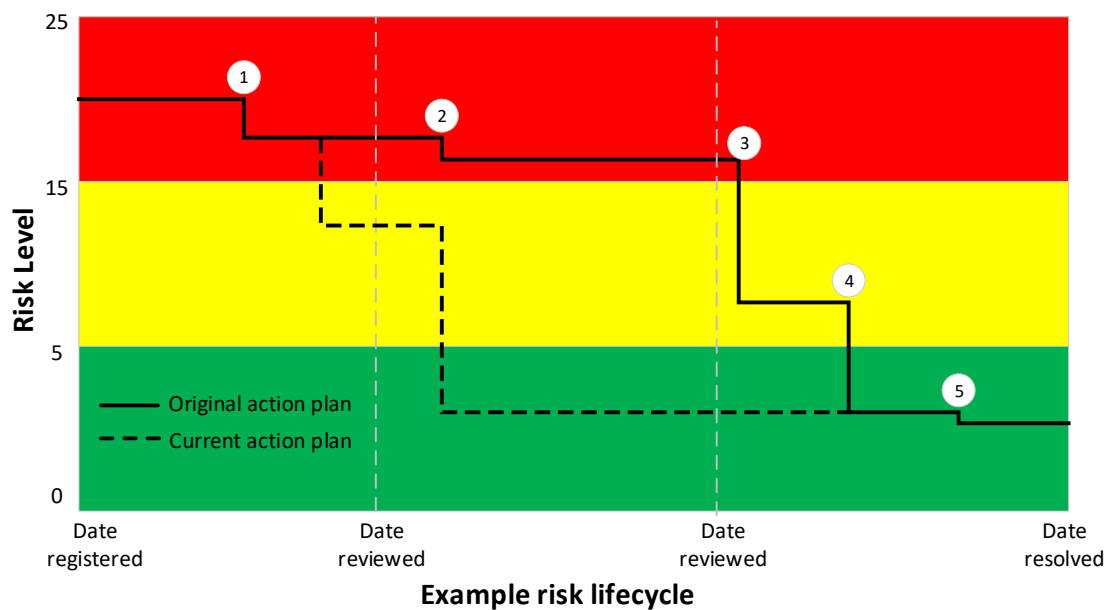 25
1
2
3
15
Risk Level
4
5
5
Original action plan
Current action plan
0
Date
registered
Date
reviewed
Date
reviewed
Date
resolved
Example risk lifecycle